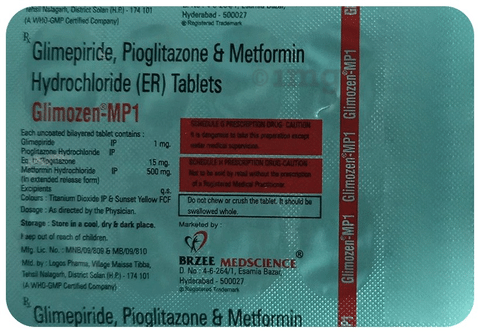 Tehsil Nalagarh, District Solan (H.P.) - 174 101
(A WHO-GMP Certified Company)
Hyderabad - 500027
® Registered Trademark
Rx
Glimepiride, Pioglitazone & Metformin
Hydrochloride (ER) Tablets
Glimozen®-MP1
Each uncoated bilayered tablet contains :
Glimepiride IP 1 mg.
Pioglitazone Hydrochloride IP
Eq. to Pioglitazone 15 mg.
Metformin Hydrochloride IP 500 mg.
(In extended release form)
Excipients q.s.
Colours : Titanium Dioxide IP & Sunset Yellow FCF
Dosage : As directed by the Physician.
Storage : Store in a cool, dry & dark place.
Keep out of reach of children.
Mfg. Lic. No. : MNB/09/809 & MB/09/810
Mfd. by : Legos Pharma, Village Maissa Tibba,
Tehsil Nalagarh, District Solan (H.P.) - 174 101
(A WHO-GMP Certified Company)
SCHEDULE G PRESCRIPTION DRUG- CAUTION
It is dangerous to take this preparation except
under medical supervision.
SCHEDULE H PRESCRIPTION DRUG-CAUTION
Not to be sold by retail without the prescription
of a Registered Medical Practitioner.
Do not chew or crush the tablet. It should be
swallowed whole.
Marketed by :
BRZEE MEDSCIENCE®
D. No : 4-6-264/1, Esamia Bazar,
Hyderabad - 500027
® Registered Trademark
Glimozen®-MP1 Glimozen®-MP1 Glimozen®-MP1
MP1
Rx
Glimepiride, Pioglitazone & Metformin